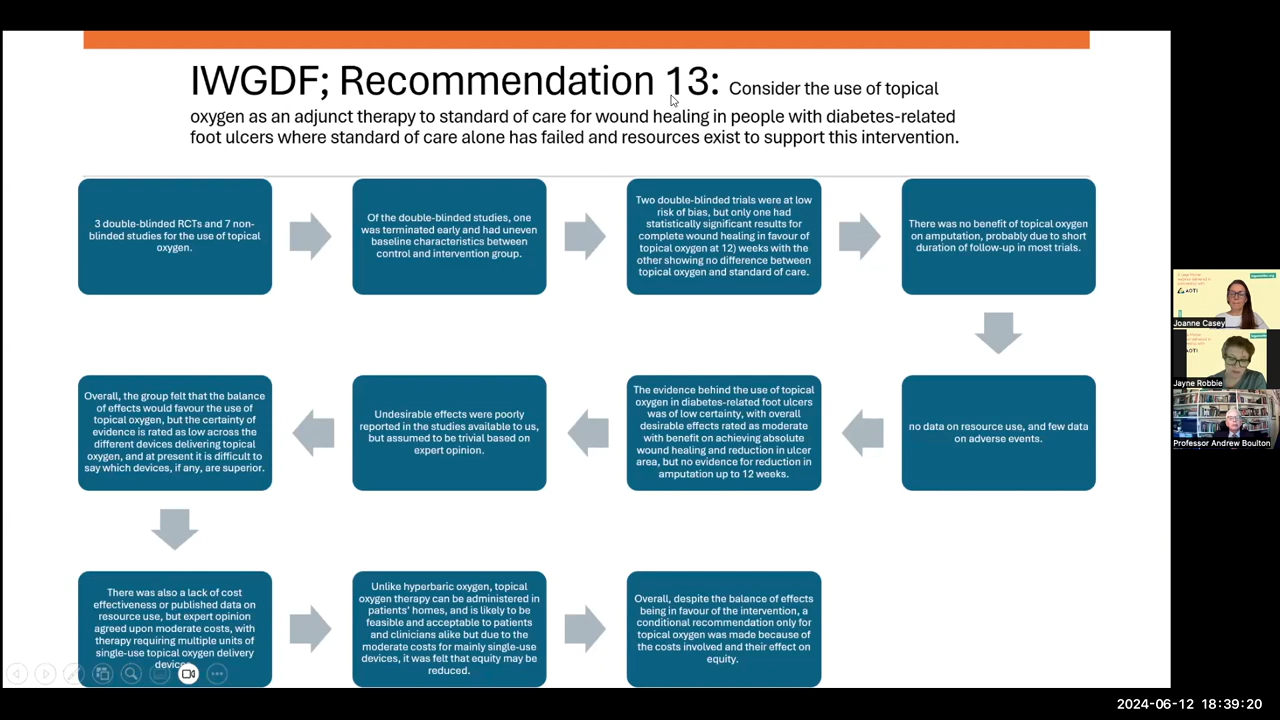 IWGDF; Recommendation 13: Consider the use of topical
oxygen as an adjunct therapy to standard of care for wound healing in people with diabetes-related
foot ulcers where standard of care alone has failed and resources exist to support this intervention.
3 double-blinded RCTs and 7 non-
blinded studies for the use of topical
oxygen.
Of the double-blinded studies, one
was terminated early and had uneven
baseline characteristics between
control and intervention group.
Two double-blinded trials were at low
risk of bias, but only one had
statistically significant results for
complete wound healing in favour of
topical oxygen at 12) weeks with the
other showing no difference between
topical oxygen and standard of care.
There was no benefit of topical oxygen
on amputation, probably due to short
duration of follow-up in most trials.
no data on resource use, and few data
on adverse events.
The evidence behind the use of topical
oxygen in diabetes-related foot ulcers
was of low certainty, with overall
desirable effects rated as moderate
with benefit on achieving absolute
wound healing and reduction in ulcer
area, but no evidence for reduction in
amputation up to 12 weeks.
Undesirable effects were poorly
reported in the studies available to us,
but assumed to be trivial based on
expert opinion.
Overall, the group felt that the balance
of effects would favour the use of
topical oxygen, but the certainty of
evidence is rated as low across the
different devices delivering topical
oxygen, and at present it is difficult to
say which devices, if any, are superior.
There was also a lack of cost
effectiveness or published data on
resource use, but expert opinion
agreed upon moderate costs, with
therapy requiring multiple units of
single-use topical oxygen delivery
Unlike hyperbaric oxygen, topical
oxygen therapy can be administered in
patients' homes, and is likely to be
feasible and acceptable to patients
and clinicians alike but due to the
moderate costs for mainly single-use
devices, it was felt that equity may be
reduced.
Overall, despite the balance of effects
being in favour of the intervention, a
conditional recommendation only for
topical oxygen was made because of
the costs involved and their effect on
equity.
AOTI
Joanne Casey
Jayne Robbie
Professor Andrew Boulton
2024-06-12 18:39:20